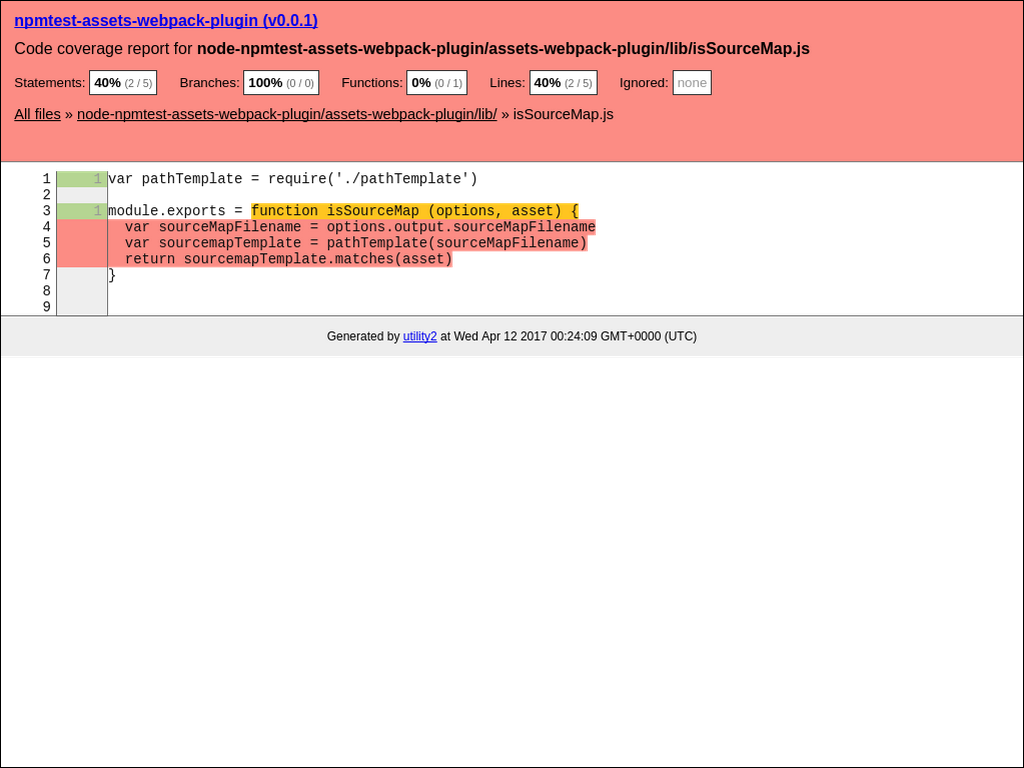 npmtest-assets-webpack-plugin (v0.0.1)
Code coverage report for node-npmtest-assets-webpack-plugin/assets-webpack-plugin/lib/isSourceMap.js
Statements: 40% (2 / 5) Branches: 100% (0 / 0) Functions: 0% (0 / 1) Lines: 40% (2 / 5) Ignored: none
All files » node-npmtest-assets-webpack-plugin/assets-webpack-plugin/lib/ » isSourceMap.js
1 1 var pathTemplate = require('./pathTemplate')
2
3 1 module.exports = function isSourceMap (options, asset) {
4 var sourceMapFilename = options.output.sourceMapFilename
5 var sourcemapTemplate = pathTemplate(sourceMapFilename)
6 return sourcemapTemplate.matches(asset)
7 }
8
9
Generated by utility2 at Wed Apr 12 2017 00:24:09 GMT+0000 (UTC)